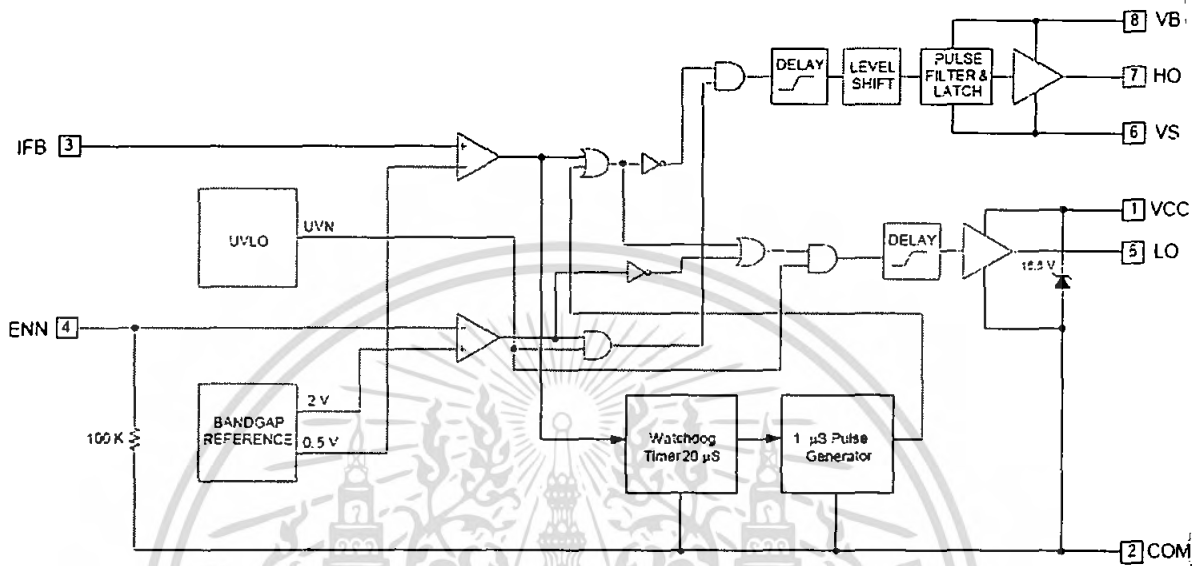 8 VB
DELAY
LEVEL
SHIFT
PULSE
FILTER &
LATCH
7 HO
IFB 3
6 VS
UVLO
UVN
1 VCC
DELAY
5 LO
ENN 4
BANDGAP
REFERENCE
2 V
0.5 V
100 K
Watchdog
Timer 20 µS
1 µS Pulse
Generator
2 COM